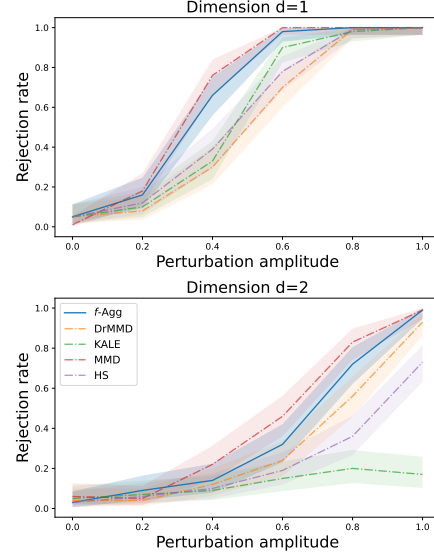 Dimension d=1
1.0
0.8
0.6
0.4
0.2
0.0
Rejection rate
0.0 0.2 0.4 0.6 0.8 1.0
Perturbation amplitude
Dimension d=2
1.0
0.8
0.6
0.4
0.2
0.0
Rejection rate
f-Agg
DrMMD
KALE
MMD
HS
0.0 0.2 0.4 0.6 0.8 1.0
Perturbation amplitude